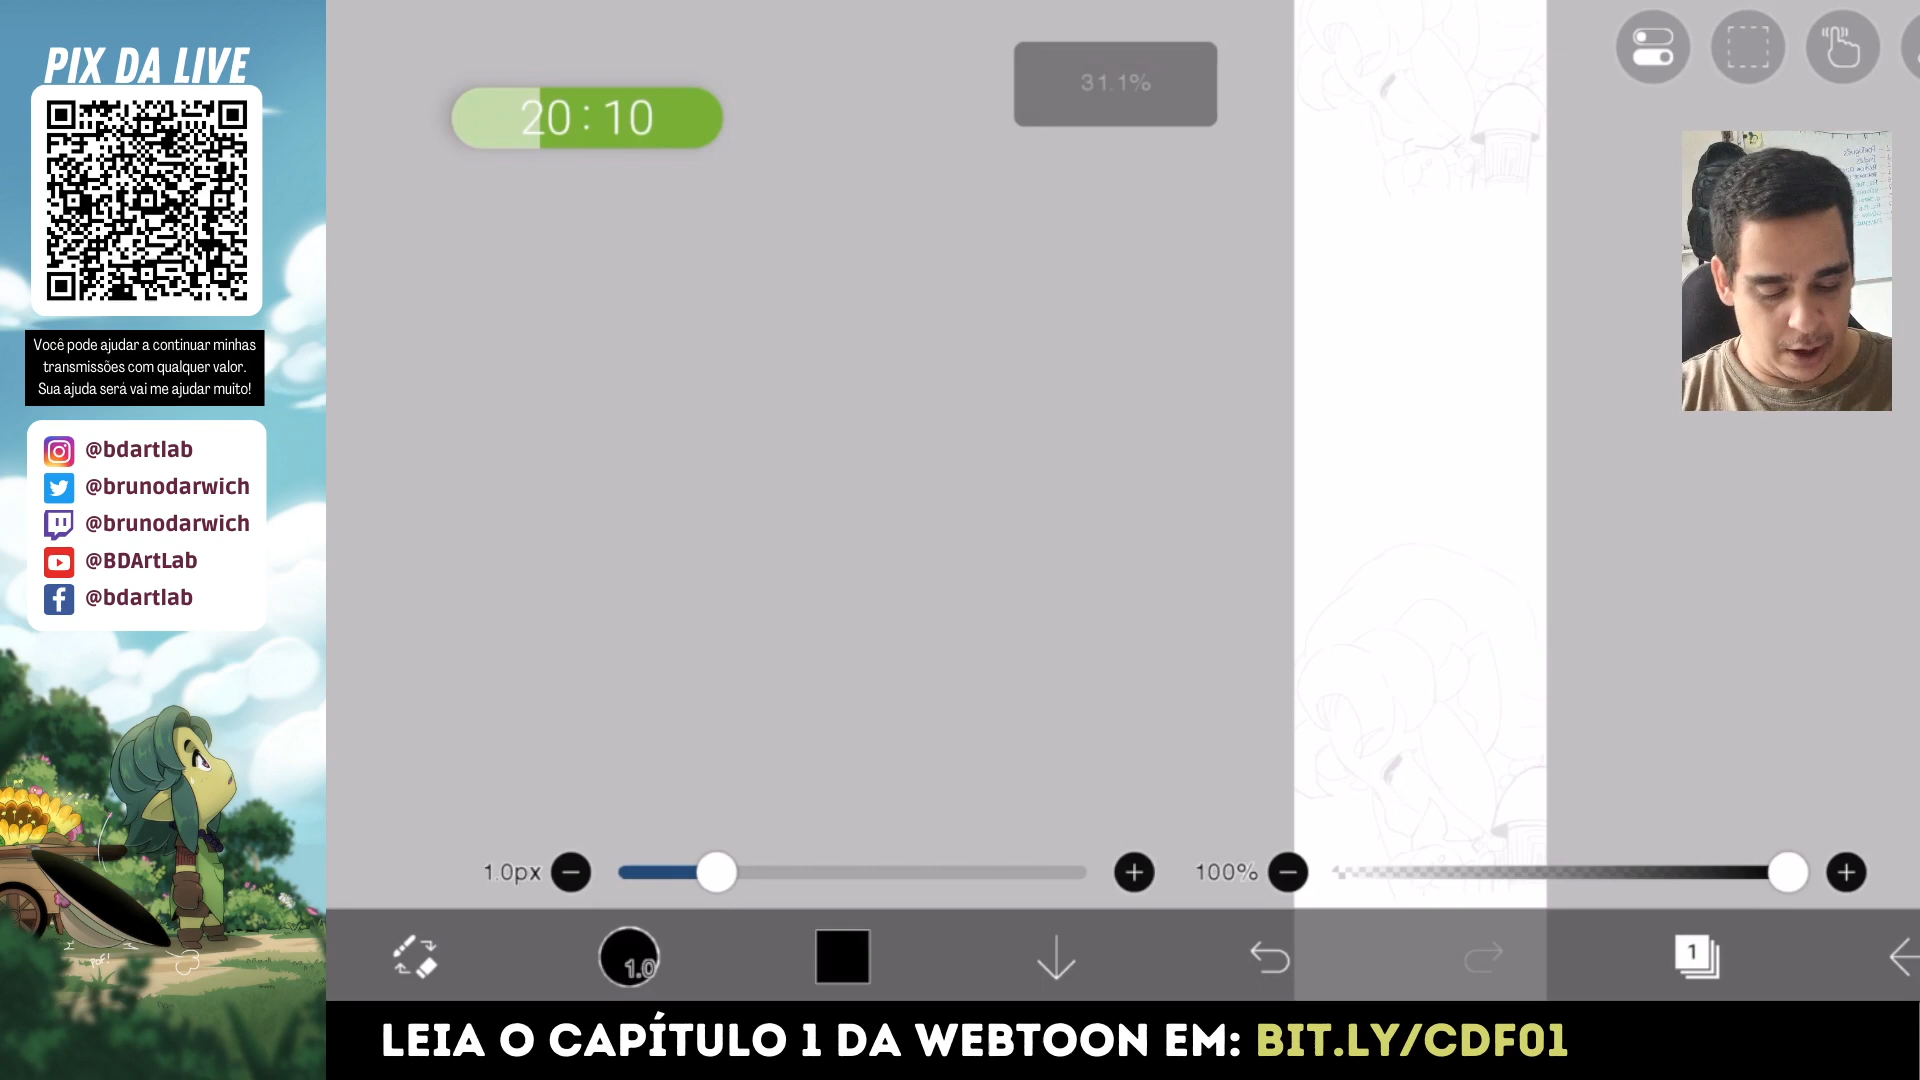 PIX DA LIVE
Você pode ajudar a continuar minhas
transmissões com qualquer valor.
Sua ajuda será vai me ajudar muito!
@bdartlab
@brunodarwich
@brunodarwich
@BDArtLab
@bdartlab
POF!
20:10
31.1%
1.0px
100%
1.0
1
LEIA O CAPÍTULO 1 DA WEBTOON EM: BIT.LY/CDF01